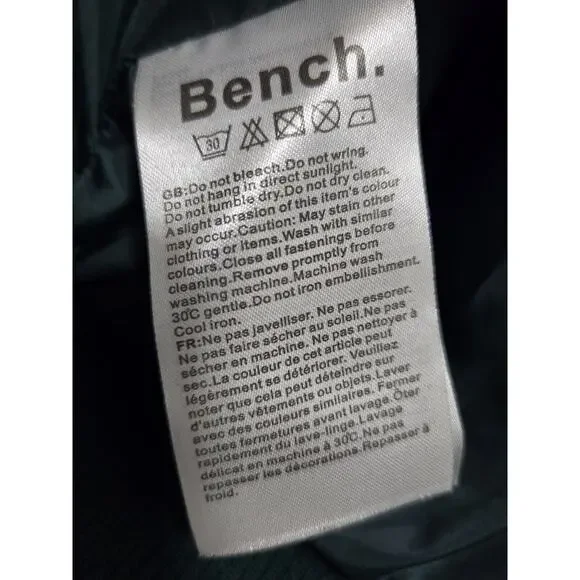 Bench.
30
GB:Do not bleach.Do not wring.
Do not hang in direct sunlight.
Do not tumble dry.Do not dry clean.
A slight abrasion of this item's colour
may occur.Caution: May stain other
clothing or items.Wash with similar
colours.Close all fastenings before
cleaning.Remove promptly from
washing machine.Machine wash
30℃ gentle.Do not iron embellishment.
Cool iron.
FR:Ne pas javelliser. Ne pas essorer.
Ne pas faire sécher au soleil.Ne pas
sécher en machine. Ne pas nettoyer à
sec.La couleur de cet article peut
légèrement se détériorer. Veuillez
noter que cela peut déteindre sur
d'autres vêtements ou objets. Laver
avec des couleurs similaires. Fermer
toutes fermetures avant lavage.Ôter
rapidement du lave-linge.Lavage
délicat en machine à 30℃.Ne pas
repasser les décorations.Repasser à
froid.